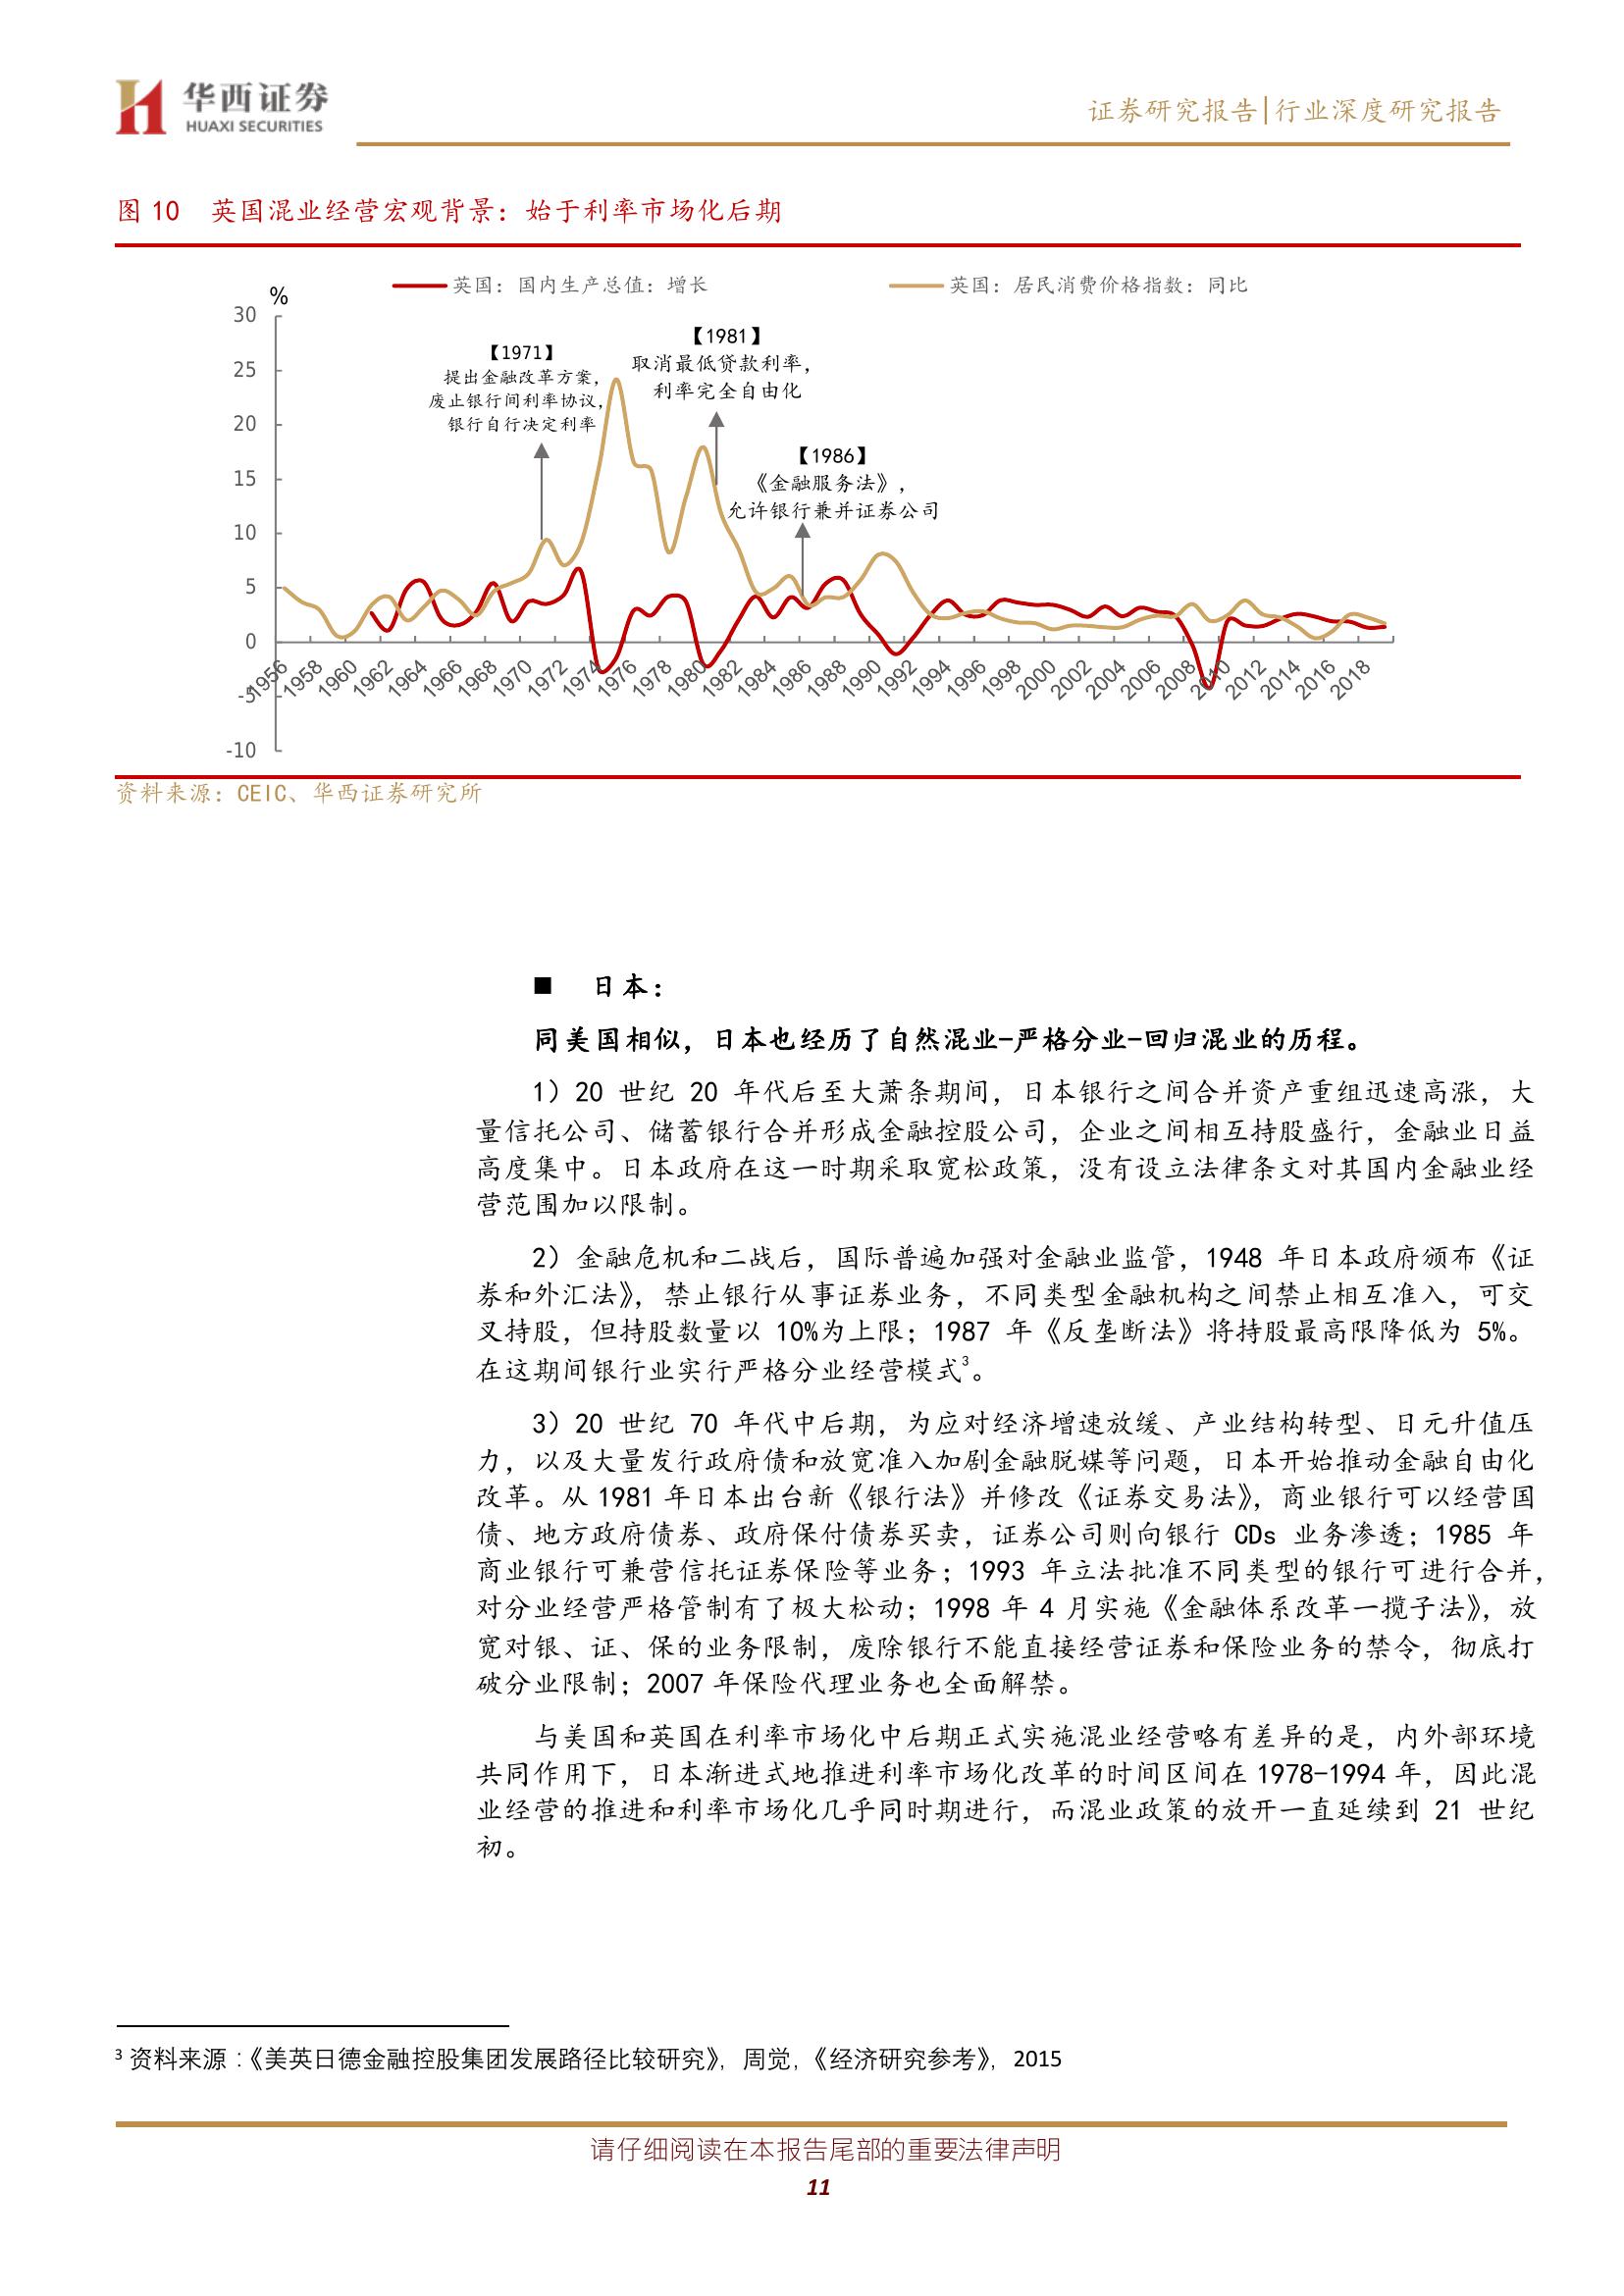 华西证券
HUAXI SECURITIES
证券研究报告|行业深度研究报告
图 10 英国混业经营宏观背景：始于利率市场化后期
%
英国：国内生产总值：增长
英国：居民消费价格指数：同比
30
25
20
15
10
5
0
-5
-10
【1971】
提出金融改革方案，
废止银行间利率协议，
银行自行决定利率
【1981】
取消最低贷款利率，
利率完全自由化
【1986】
《金融服务法》，
允许银行兼并证券公司
1956 1958 1960 1962 1964 1966 1968 1970 1972 1974 1976 1978 1980 1982 1984 1986 1988 1990 1992 1994 1996 1998 2000 2002 2004 2006 2008 2010 2012 2014 2016 2018
资料来源：CEIC、华西证券研究所
■ 日本：
同美国相似，日本也经历了自然混业-严格分业-回归混业的历程。
1）20 世纪 20 年代后至大萧条期间，日本银行之间合并资产重组迅速高涨，大
量信托公司、储蓄银行合并形成金融控股公司，企业之间相互持股盛行，金融业日益
高度集中。日本政府在这一时期采取宽松政策，没有设立法律条文对其国内金融业经
营范围加以限制。
2）金融危机和二战后，国际普遍加强对金融业监管，1948 年日本政府颁布《证
券和外汇法》，禁止银行从事证券业务，不同类型金融机构之间禁止相互准入，可交
叉持股，但持股数量以 10%为上限；1987 年《反垄断法》将持股最高限降低为 5%。
在这期间银行业实行严格分业经营模式³。
3）20 世纪 70 年代中后期，为应对经济增速放缓、产业结构转型、日元升值压
力，以及大量发行政府债和放宽准入加剧金融脱媒等问题，日本开始推动金融自由化
改革。从 1981 年日本出台新《银行法》并修改《证券交易法》，商业银行可以经营国
债、地方政府债券、政府保付债券买卖，证券公司则向银行 CDs 业务渗透；1985 年
商业银行可兼营信托证券保险等业务；1993 年立法批准不同类型的银行可进行合并，
对分业经营严格管制有了极大松动；1998 年 4 月实施《金融体系改革一揽子法》，放
宽对银、证、保的业务限制，废除银行不能直接经营证券和保险业务的禁令，彻底打
破分业限制；2007 年保险代理业务也全面解禁。
与美国和英国在利率市场化中后期正式实施混业经营略有差异的是，内外部环境
共同作用下，日本渐进式地推进利率市场化改革的时间区间在 1978-1994 年，因此混
业经营的推进和利率市场化几乎同时期进行，而混业政策的放开一直延续到 21 世纪
初。
³ 资料来源：《美英日德金融控股集团发展路径比较研究》，周觉，《经济研究参考》，2015
请仔细阅读在本报告尾部的重要法律声明
11